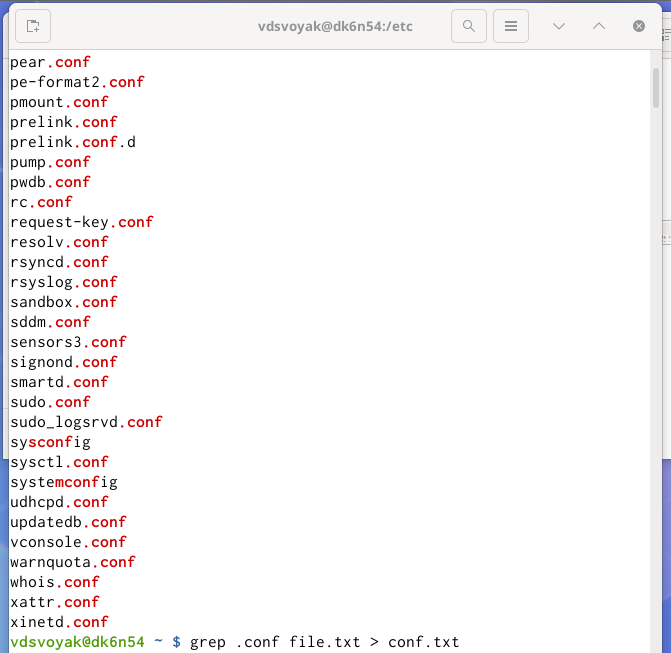 vdsvoyak@dk6n54:/etc
pear.conf
pe-format2.conf
pmount.conf
prelink.conf
prelink.conf.d
pump.conf
pwdb.conf
rc.conf
request-key.conf
resolv.conf
rsyncd.conf
rsyslog.conf
sandbox.conf
sddm.conf
sensors3.conf
signond.conf
smartd.conf
sudo.conf
sudo_logsrvd.conf
sysconfig
sysctl.conf
systemconfig
udhcpd.conf
updatedb.conf
vconsole.conf
warnquota.conf
whois.conf
xattr.conf
xinetd.conf
vdsvoyak@dk6n54 ~ $ grep .conf file.txt > conf.txt